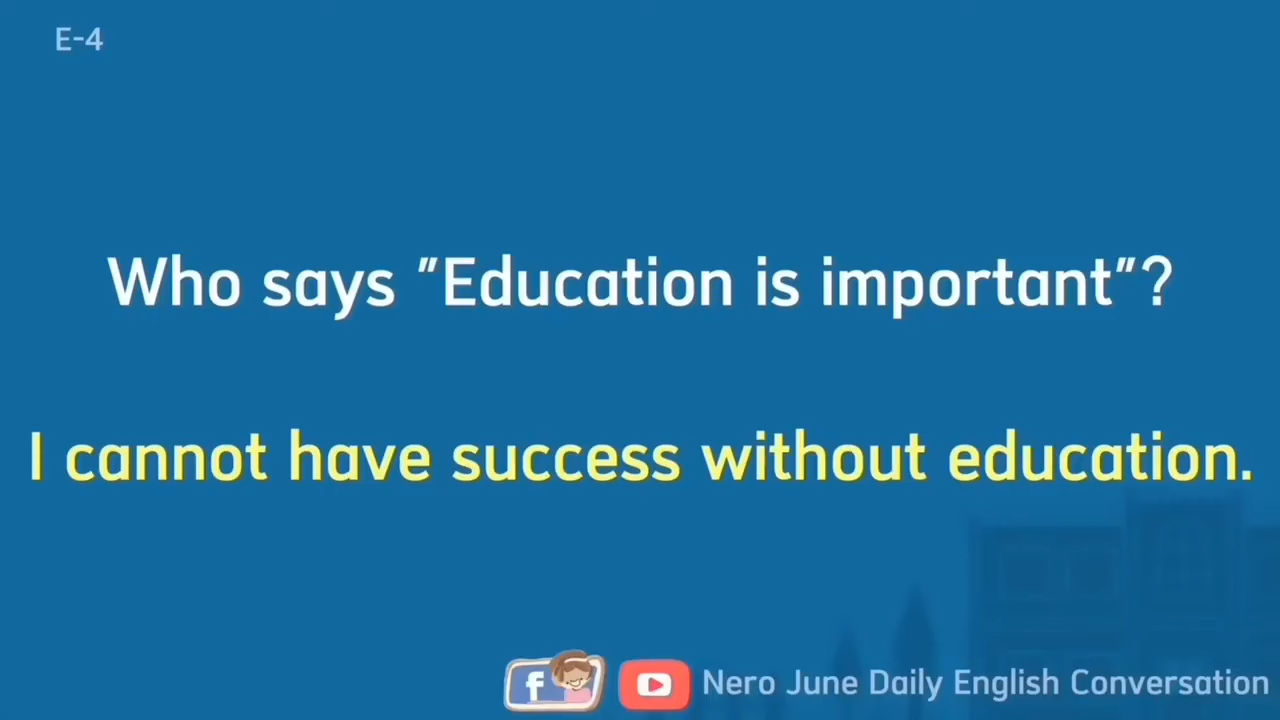 E-4
Who says "Education is important"?
I cannot have success without education.
f Nero June Daily English Conversation